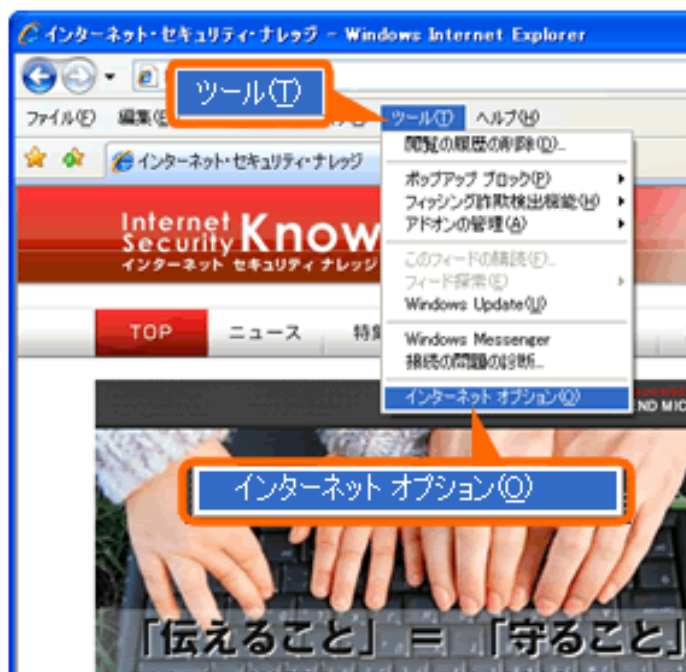 インターネット・セキュリティ・ナレッジ - Windows Internet Explorer
ツール(T)
ファイル(F) 編集(E) ツール(T) ヘルプ(H)
インターネット・セキュリティ・ナレッジ
閲覧の履歴の削除(D)...
ポップアップ ブロック(P)
フィッシング詐欺検出機能(H)
アドオンの管理(A)
このフィードの購読(F)...
フィード探索(E)
Windows Update(U)
Windows Messenger
接続の問題の診断...
インターネット オプション(O)
Internet
Security Know
インターネット セキュリティ ナレッジ
TOP ニュース 特集
END MIC
インターネット オプション(O)
「伝えること」 = 「守ること」